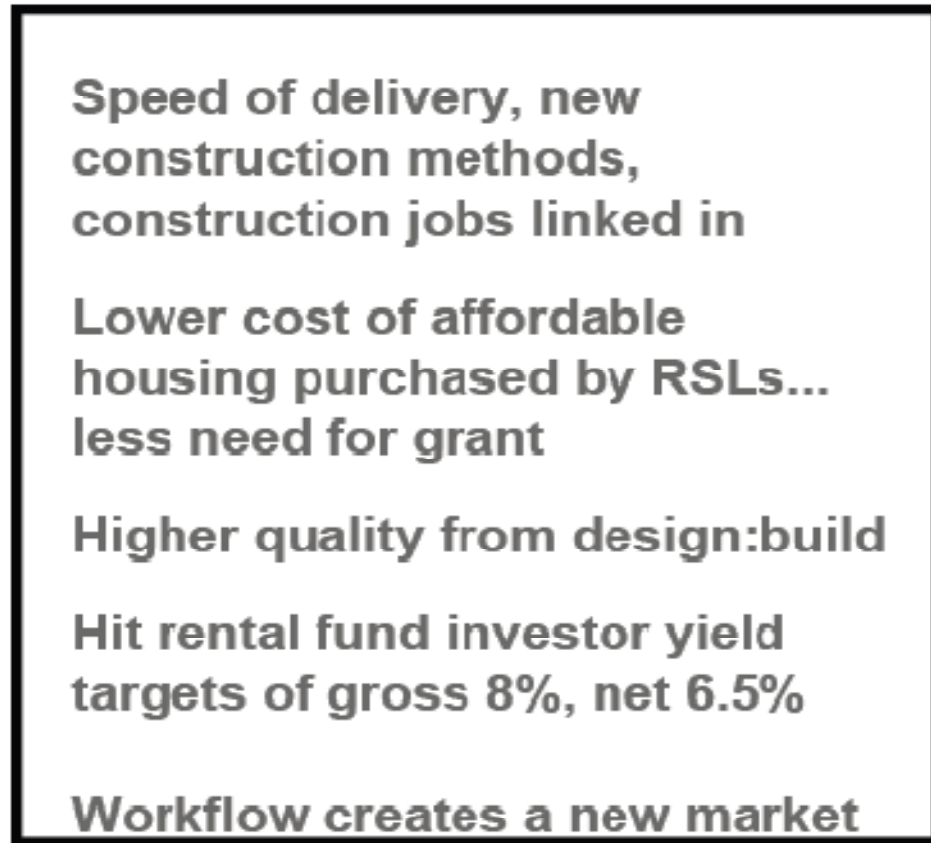 Speed of delivery, new
construction methods,
construction jobs linked in
Lower cost of affordable
housing purchased by RSLs...
less need for grant
Higher quality from design:build
Hit rental fund investor yield
targets of gross 8%, net 6.5%
Workflow creates a new market